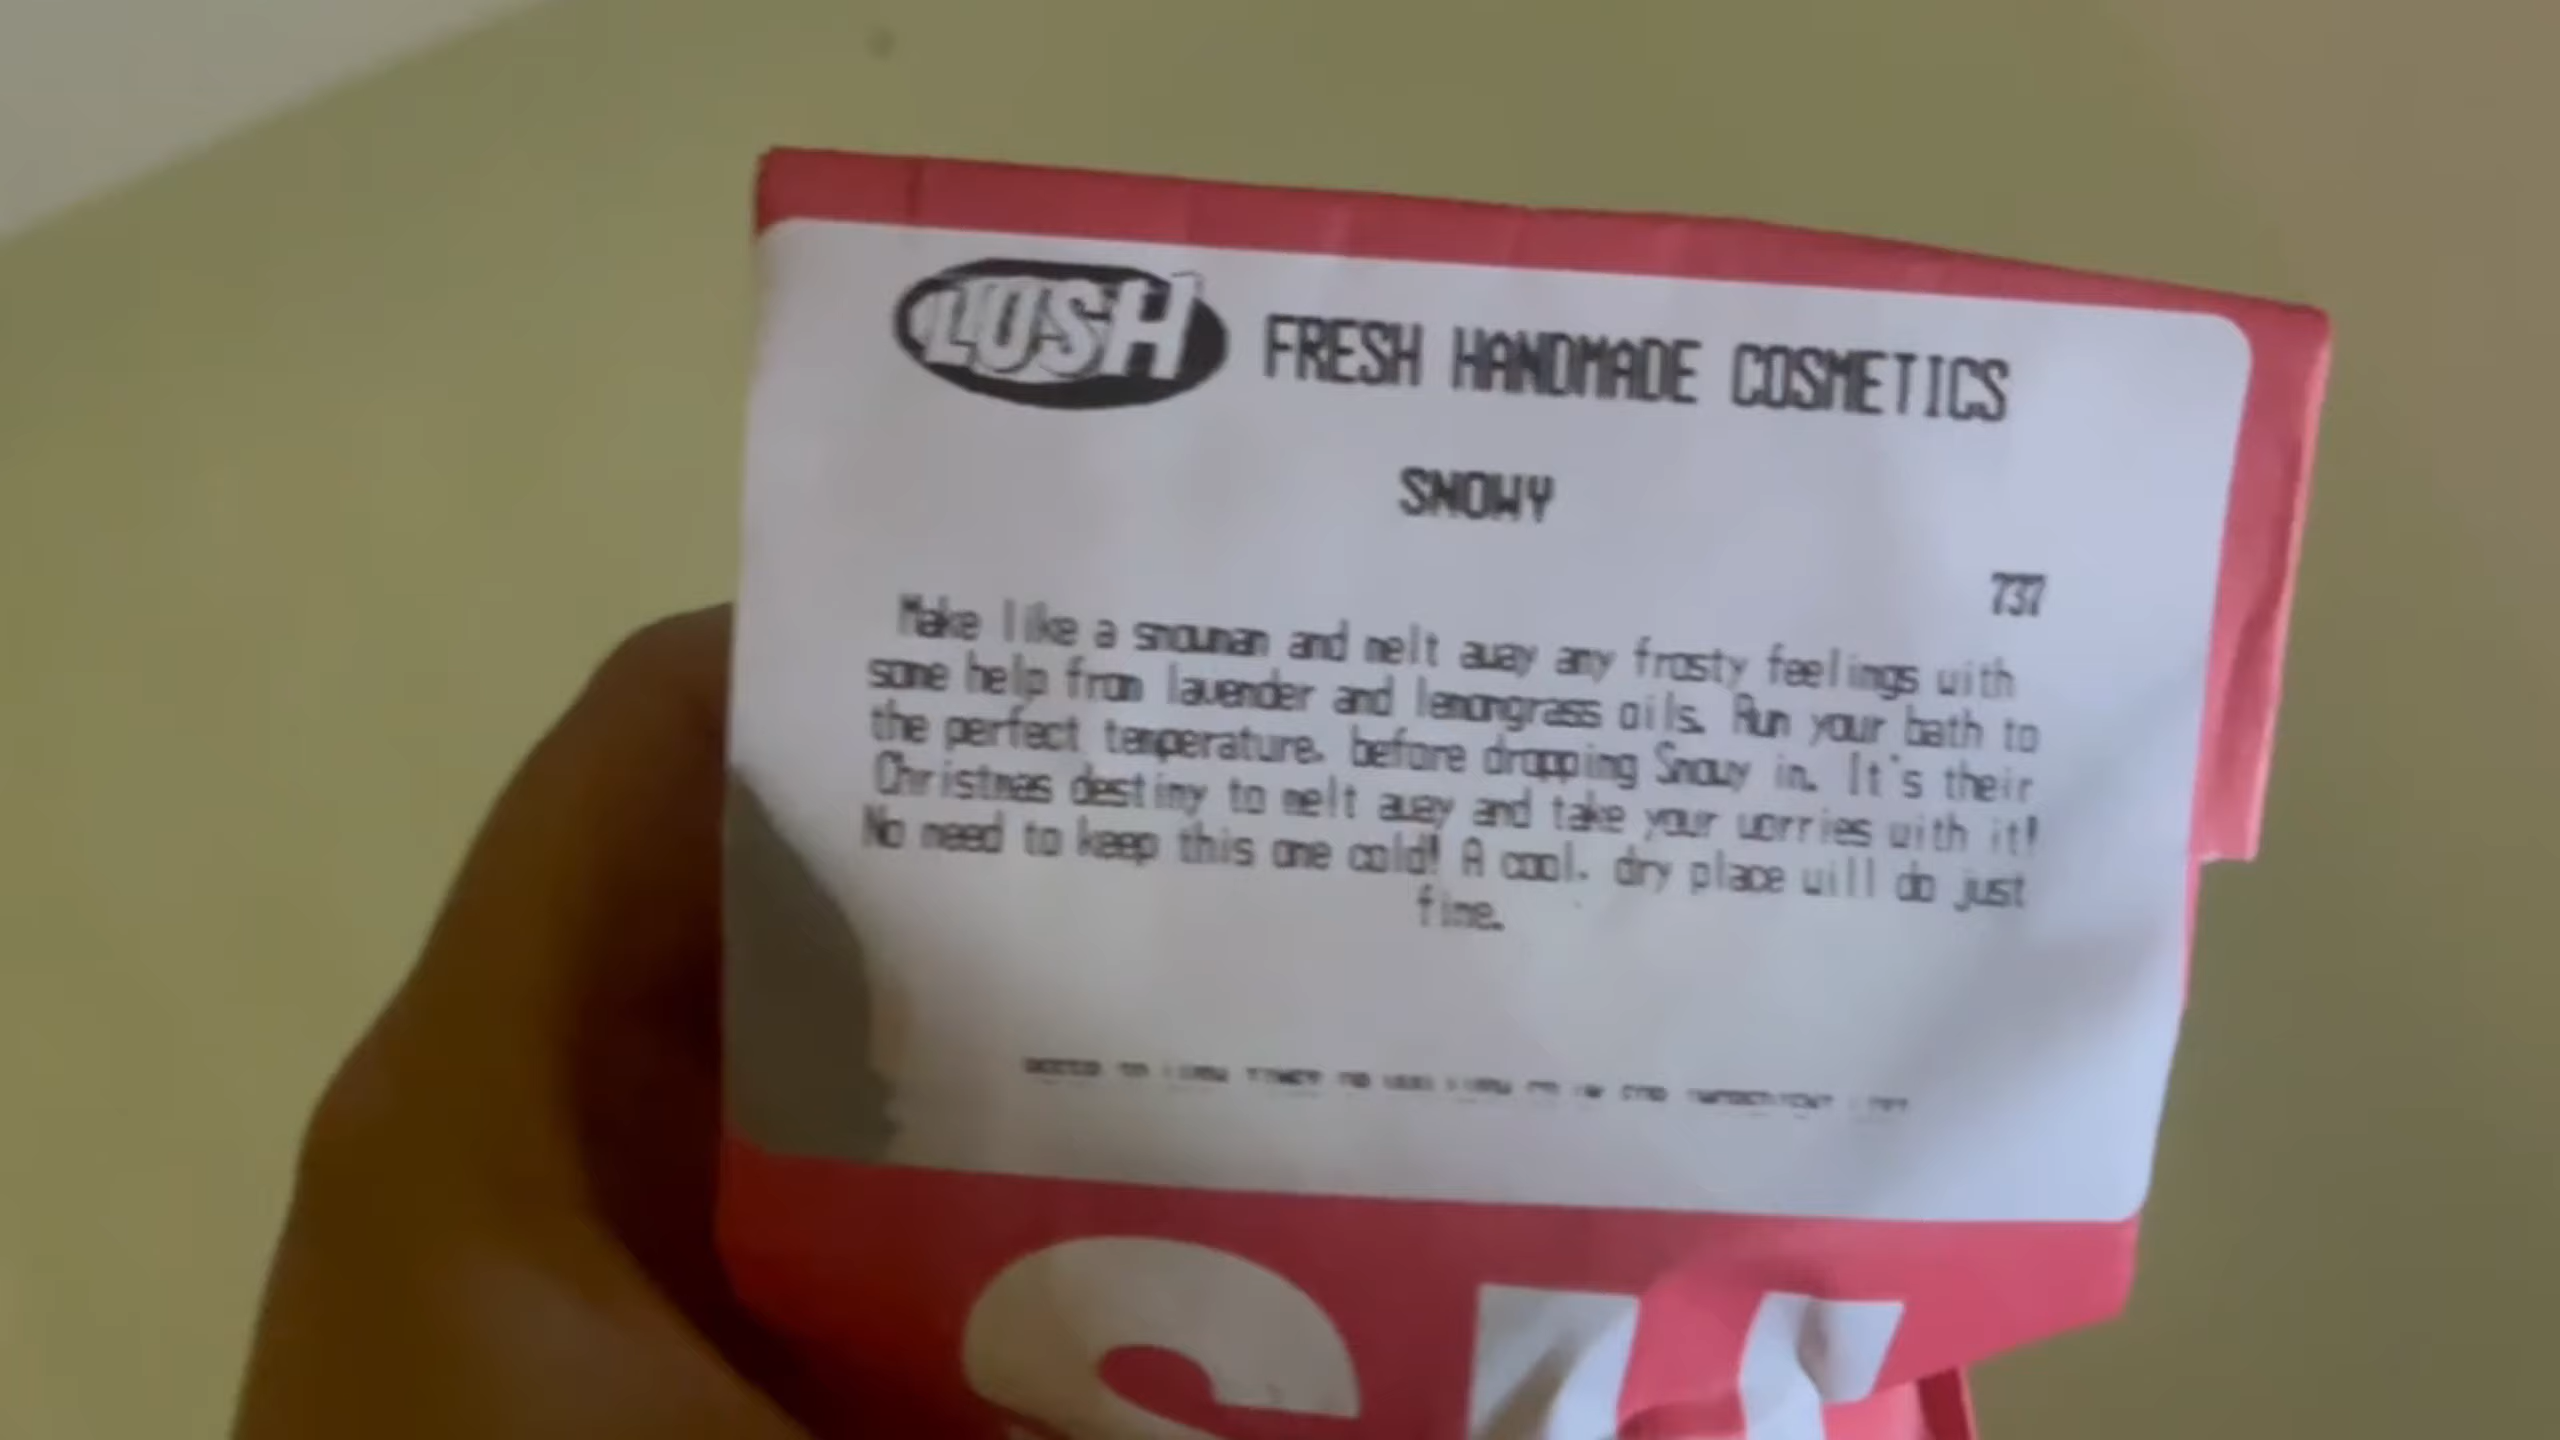 LUSH FRESH HANDMADE COSMETICS
SNOWY
737
Make like a snowman and melt away any frosty feelings with
some help from lavender and lemongrass oils. Run your bath to
the perfect temperature, before dropping Snowy in. It's their
Christmas destiny to melt away and take your worries with it!
No need to keep this one cold! A cool, dry place will do just
fine.